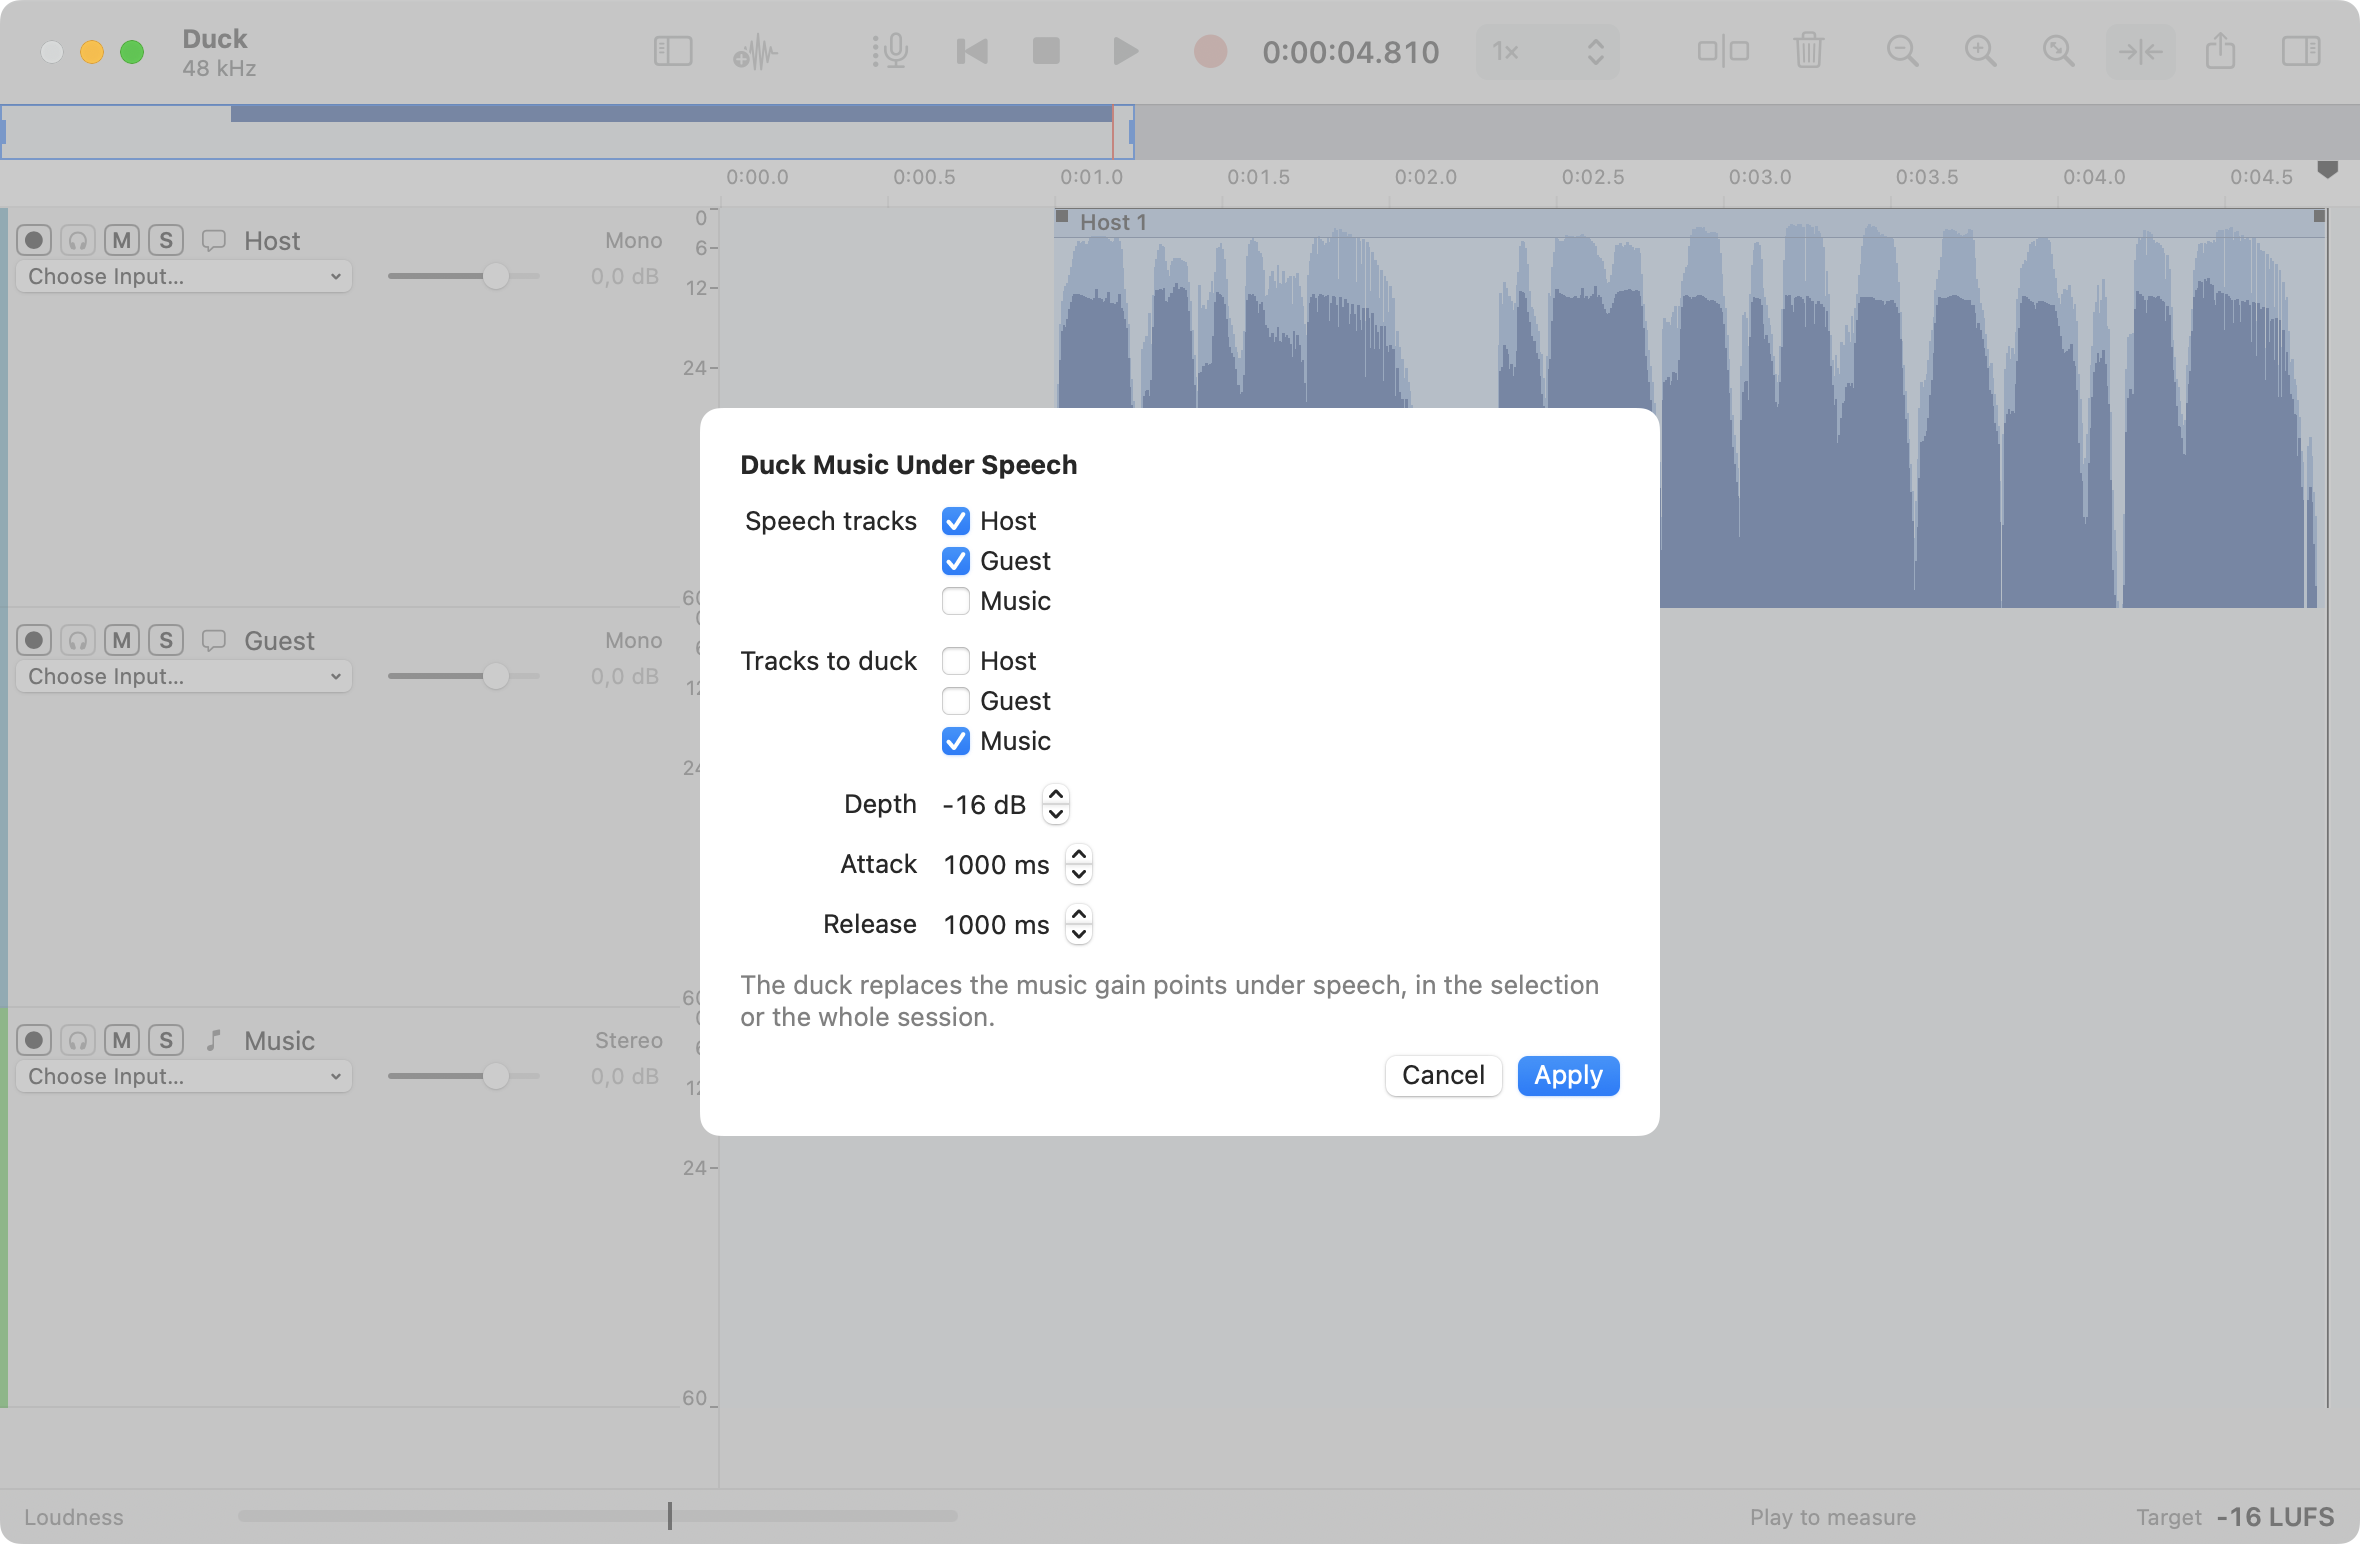 Duck
48 kHz
0:00:04.810
1×
0:00.0 0:00.5 0:01.0 0:01.5 0:02.0 0:02.5 0:03.0 0:03.5 0:04.0 0:04.5
M S Host Mono
Choose Input... 0,0 dB
0
6
12
24
Host 1
M S Guest Mono
Choose Input... 0,0 dB
M S Music Stereo
Choose Input... 0,0 dB
24
60
Duck Music Under Speech
Speech tracks Host
Guest
Music
Tracks to duck Host
Guest
Music
Depth -16 dB
Attack 1000 ms
Release 1000 ms
The duck replaces the music gain points under speech, in the selection
or the whole session.
Cancel Apply
Loudness Play to measure Target -16 LUFS